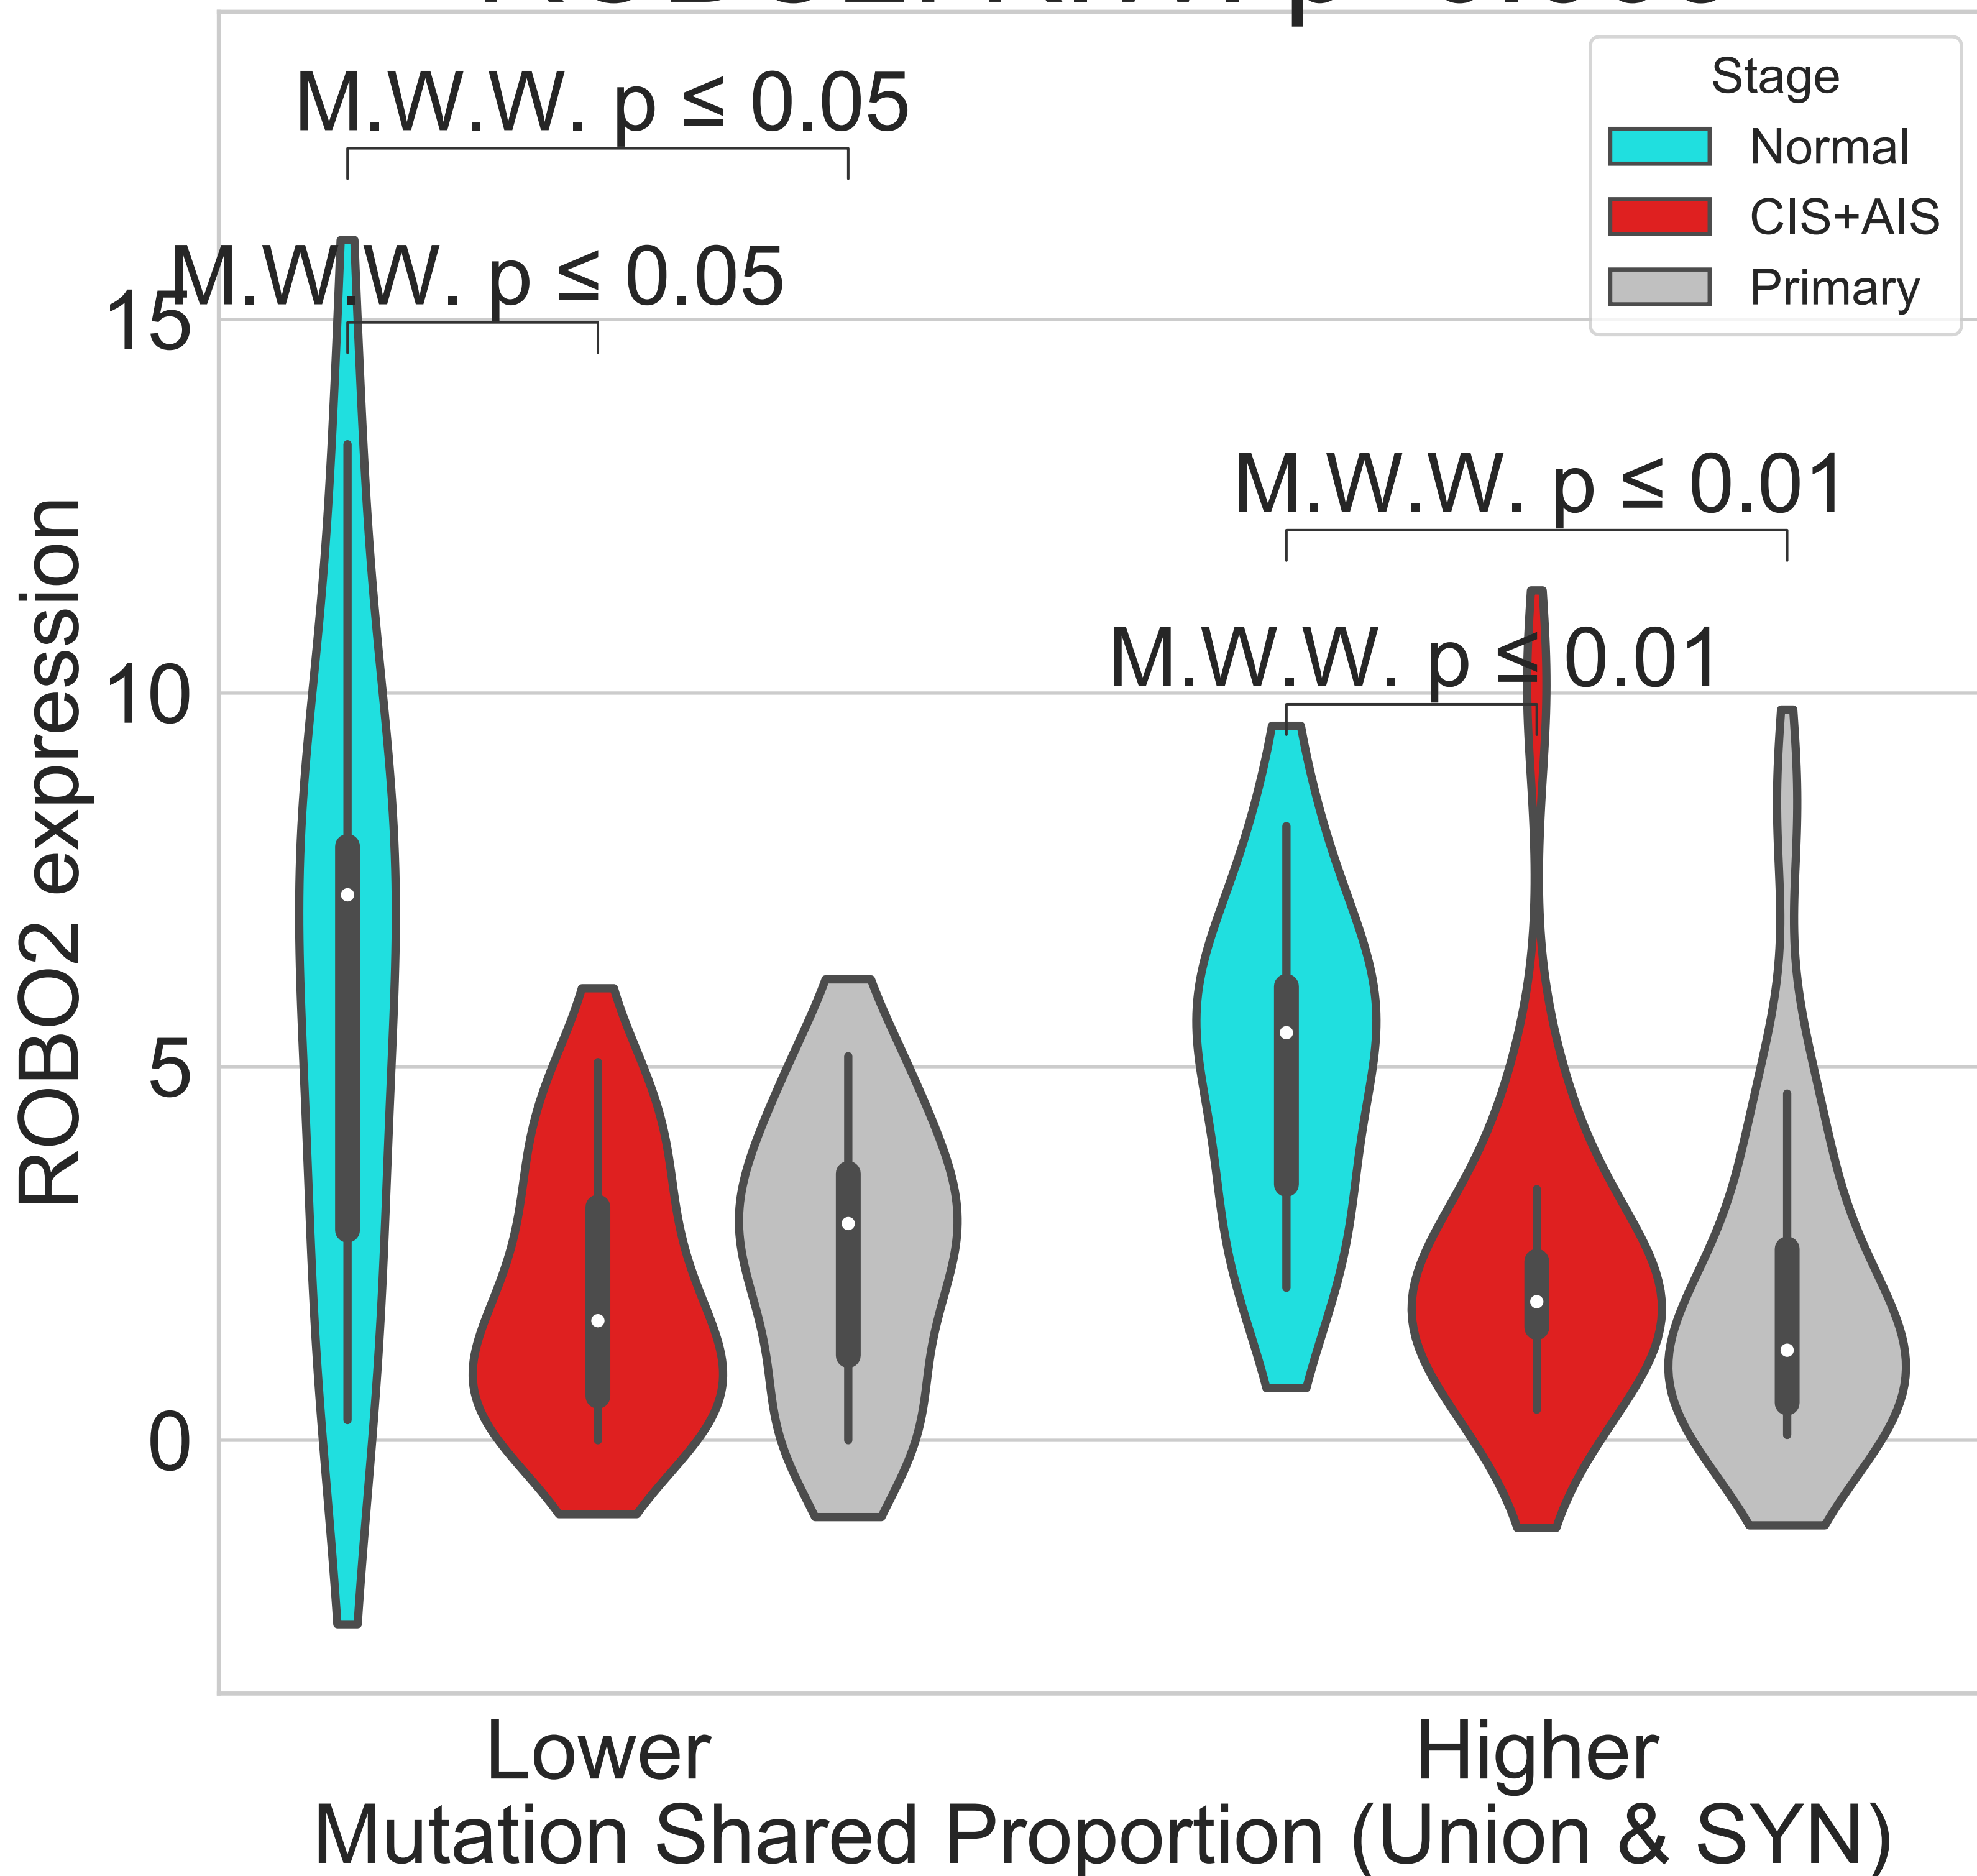 M.W.W. p ≤ 0.05
M.W.W. p ≤ 0.05
Stage
Normal
CIS+AIS
Primary
M.W.W. p ≤ 0.01
M.W.W. p ≤ 0.01
15
10
5
0
ROBO2 expression
Lower
Higher
Mutation Shared Proportion (Union & SYN)